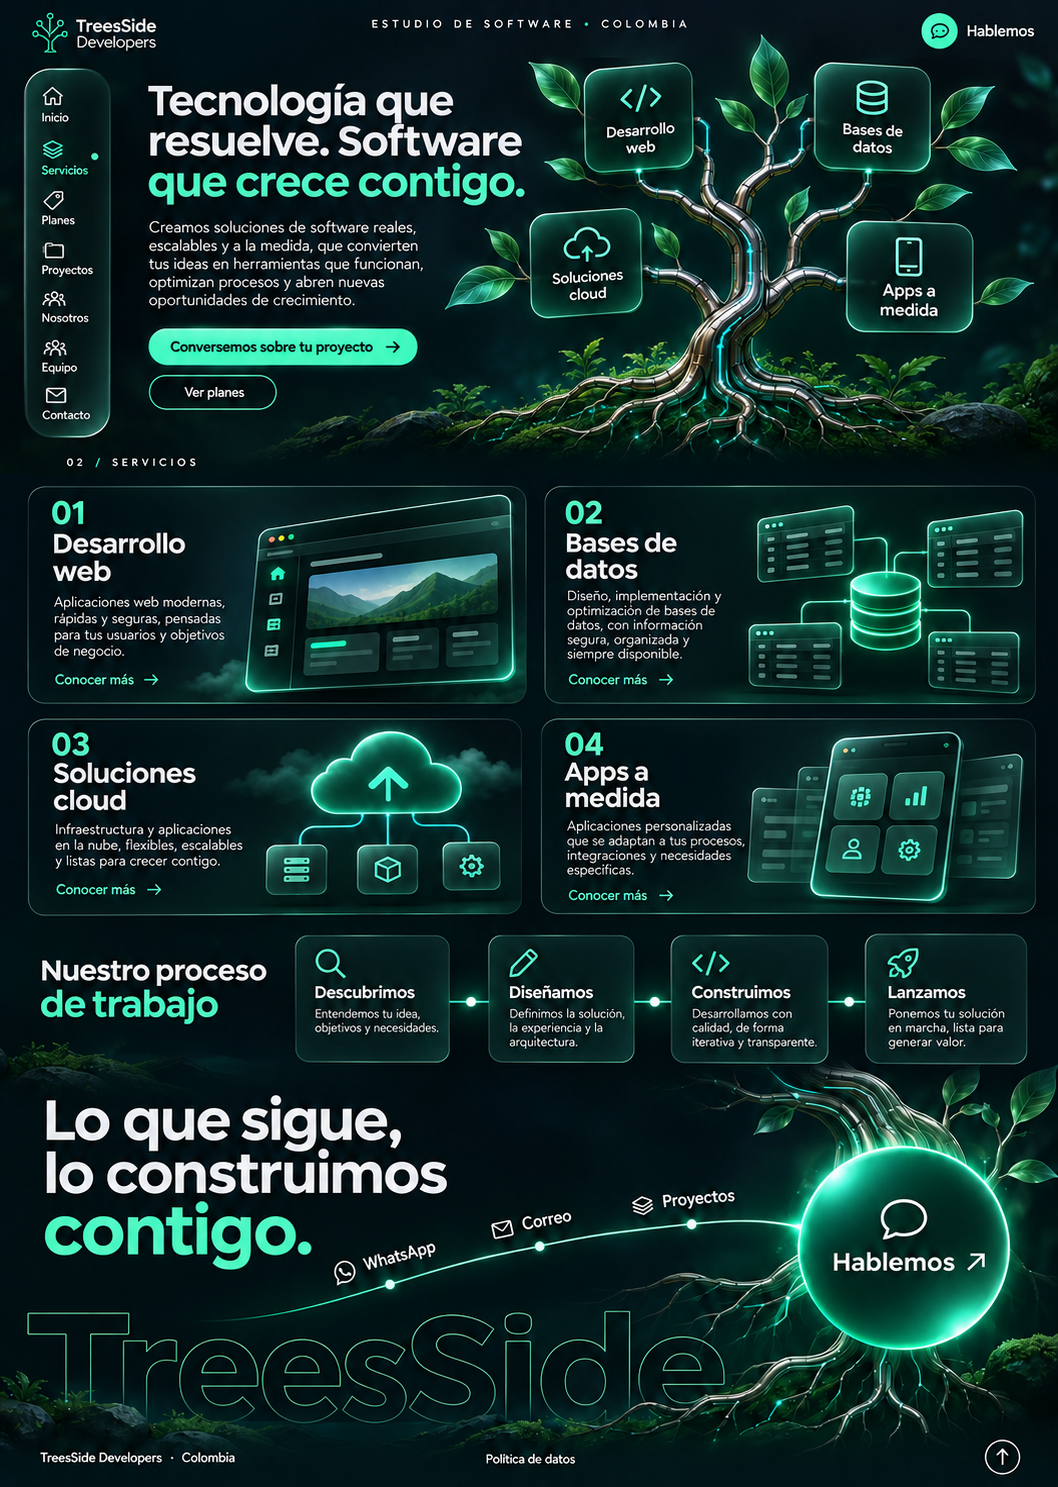 TreesSide
Developers
ESTUDIO DE SOFTWARE • COLOMBIA
Hablemos
Inicio
Servicios
Planes
Proyectos
Nosotros
Equipo
Contacto
Tecnología que
resuelve. Software
que crece contigo.
Creamos soluciones de software reales,
escalables y a la medida, que convierten
tus ideas en herramientas que funcionan,
optimizan procesos y abren nuevas
oportunidades de crecimiento.
Conversemos sobre tu proyecto →
Ver planes
</>
Desarrollo
web
Bases de
datos
Soluciones
cloud
Apps a
medida
02 / SERVICIOS
01
Desarrollo
web
Aplicaciones web modernas,
rápidas y seguras, pensadas
para tus usuarios y objetivos
de negocio.
Conocer más →
02
Bases de
datos
Diseño, implementación y
optimización de bases de
datos, con información
segura, organizada y
siempre disponible.
Conocer más →
03
Soluciones
cloud
Infraestructura y aplicaciones
en la nube, flexibles, escalables
y listas para crecer contigo.
Conocer más →
04
Apps a
medida
Aplicaciones personalizadas
que se adaptan a tus procesos,
integraciones y necesidades
específicas.
Conocer más →
Nuestro proceso
de trabajo
Descubrimos
Entendemos tu idea,
objetivos y necesidades.
Diseñamos
Definimos la solución,
la experiencia y la
arquitectura.
</>
Construimos
Desarrollamos con
calidad, de forma
iterativa y transparente.
Lanzamos
Ponemos tu solución
en marcha, lista para
generar valor.
Lo que sigue,
lo construimos
contigo.
WhatsApp
Correo
Proyectos
Hablemos ↗
TreesSide
TreesSide Developers · Colombia
Política de datos